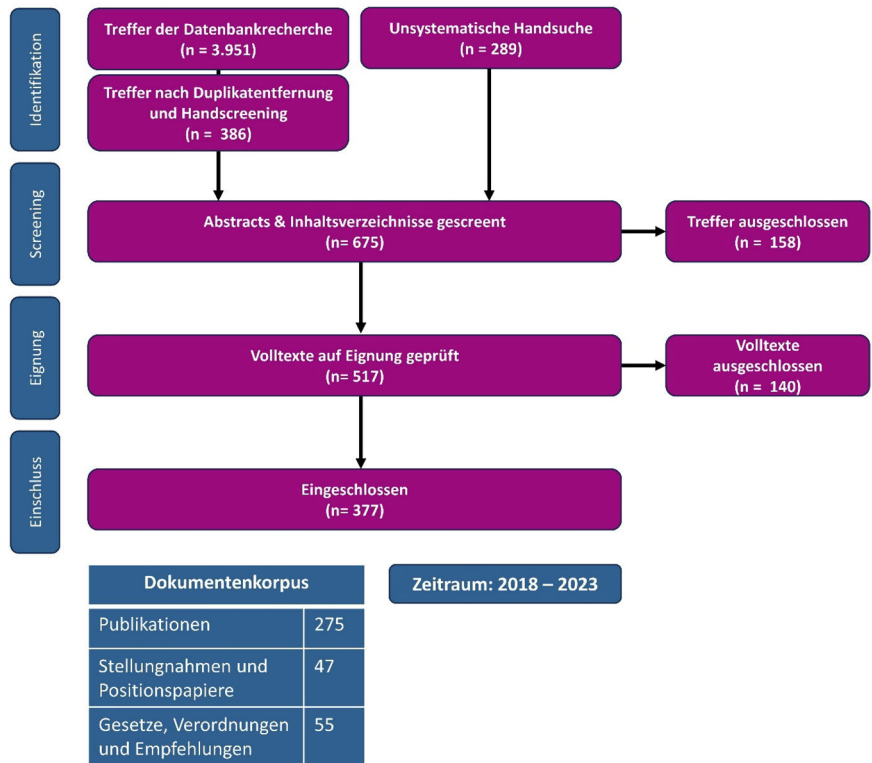 Identifikation
Treffer der Datenbankrecherche
(n = 3.951)
Unsystematische Handsuche
(n = 289)
Treffer nach Duplikatentfernung
und Handscreening
(n = 386)
Screening
Abstracts & Inhaltsverzeichnisse gescreent
(n= 675)
Treffer ausgeschlossen
(n = 158)
Eignung
Volltexte auf Eignung geprüft
(n= 517)
Volltexte
ausgeschlossen
(n = 140)
Einschluss
Eingeschlossen
(n= 377)
Dokumentenkorpus
Zeitraum: 2018 – 2023
Publikationen 275
Stellungnahmen und 47
Positionspapiere
Gesetze, Verordnungen 55
und Empfehlungen